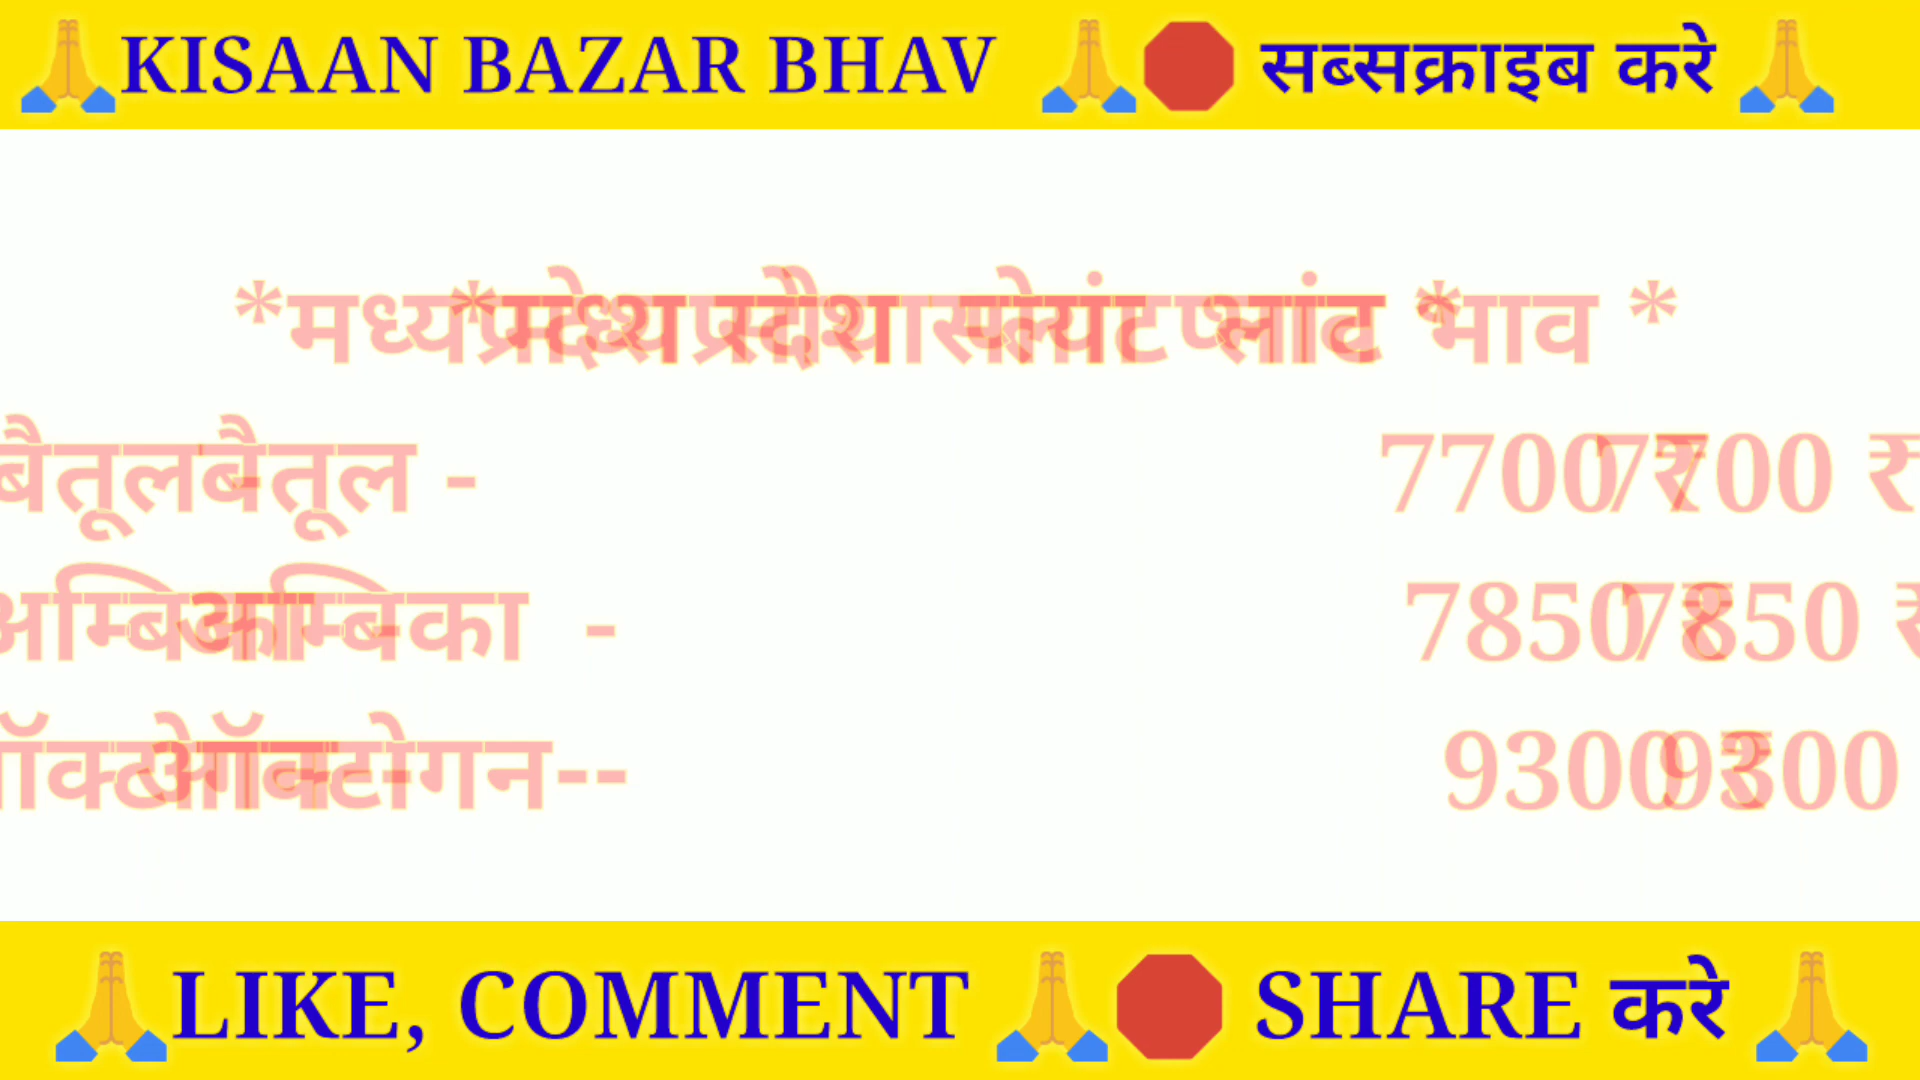 🙏KISAAN BAZAR BHAV 🙏🛑 सब्सक्राइब करे 🙏
*मध्यप्रदेश सोया प्लांट भाव *
बैतूल - 7700 ₹
अम्बिका - 7850 ₹
ऑक्टोगन-- 9300 ₹
🙏LIKE, COMMENT 🙏🛑 SHARE करे 🙏